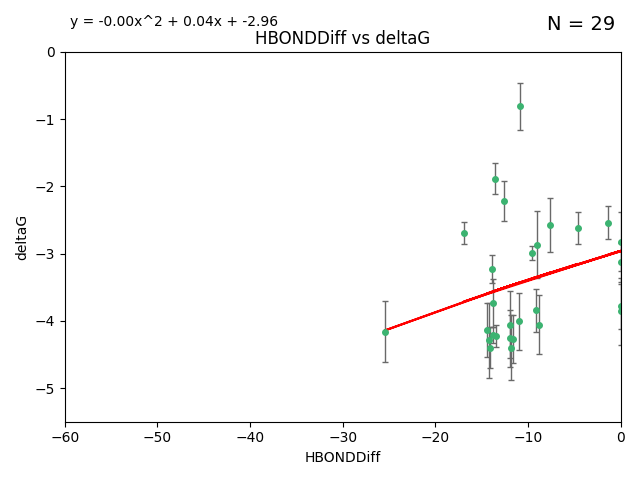 y = -0.00x^2 + 0.04x + -2.96
N = 29
HBONDDiff vs deltaG
deltaG
0
−1
−2
−3
−4
−5
−60 −50 −40 −30 −20 −10 0
HBONDDiff